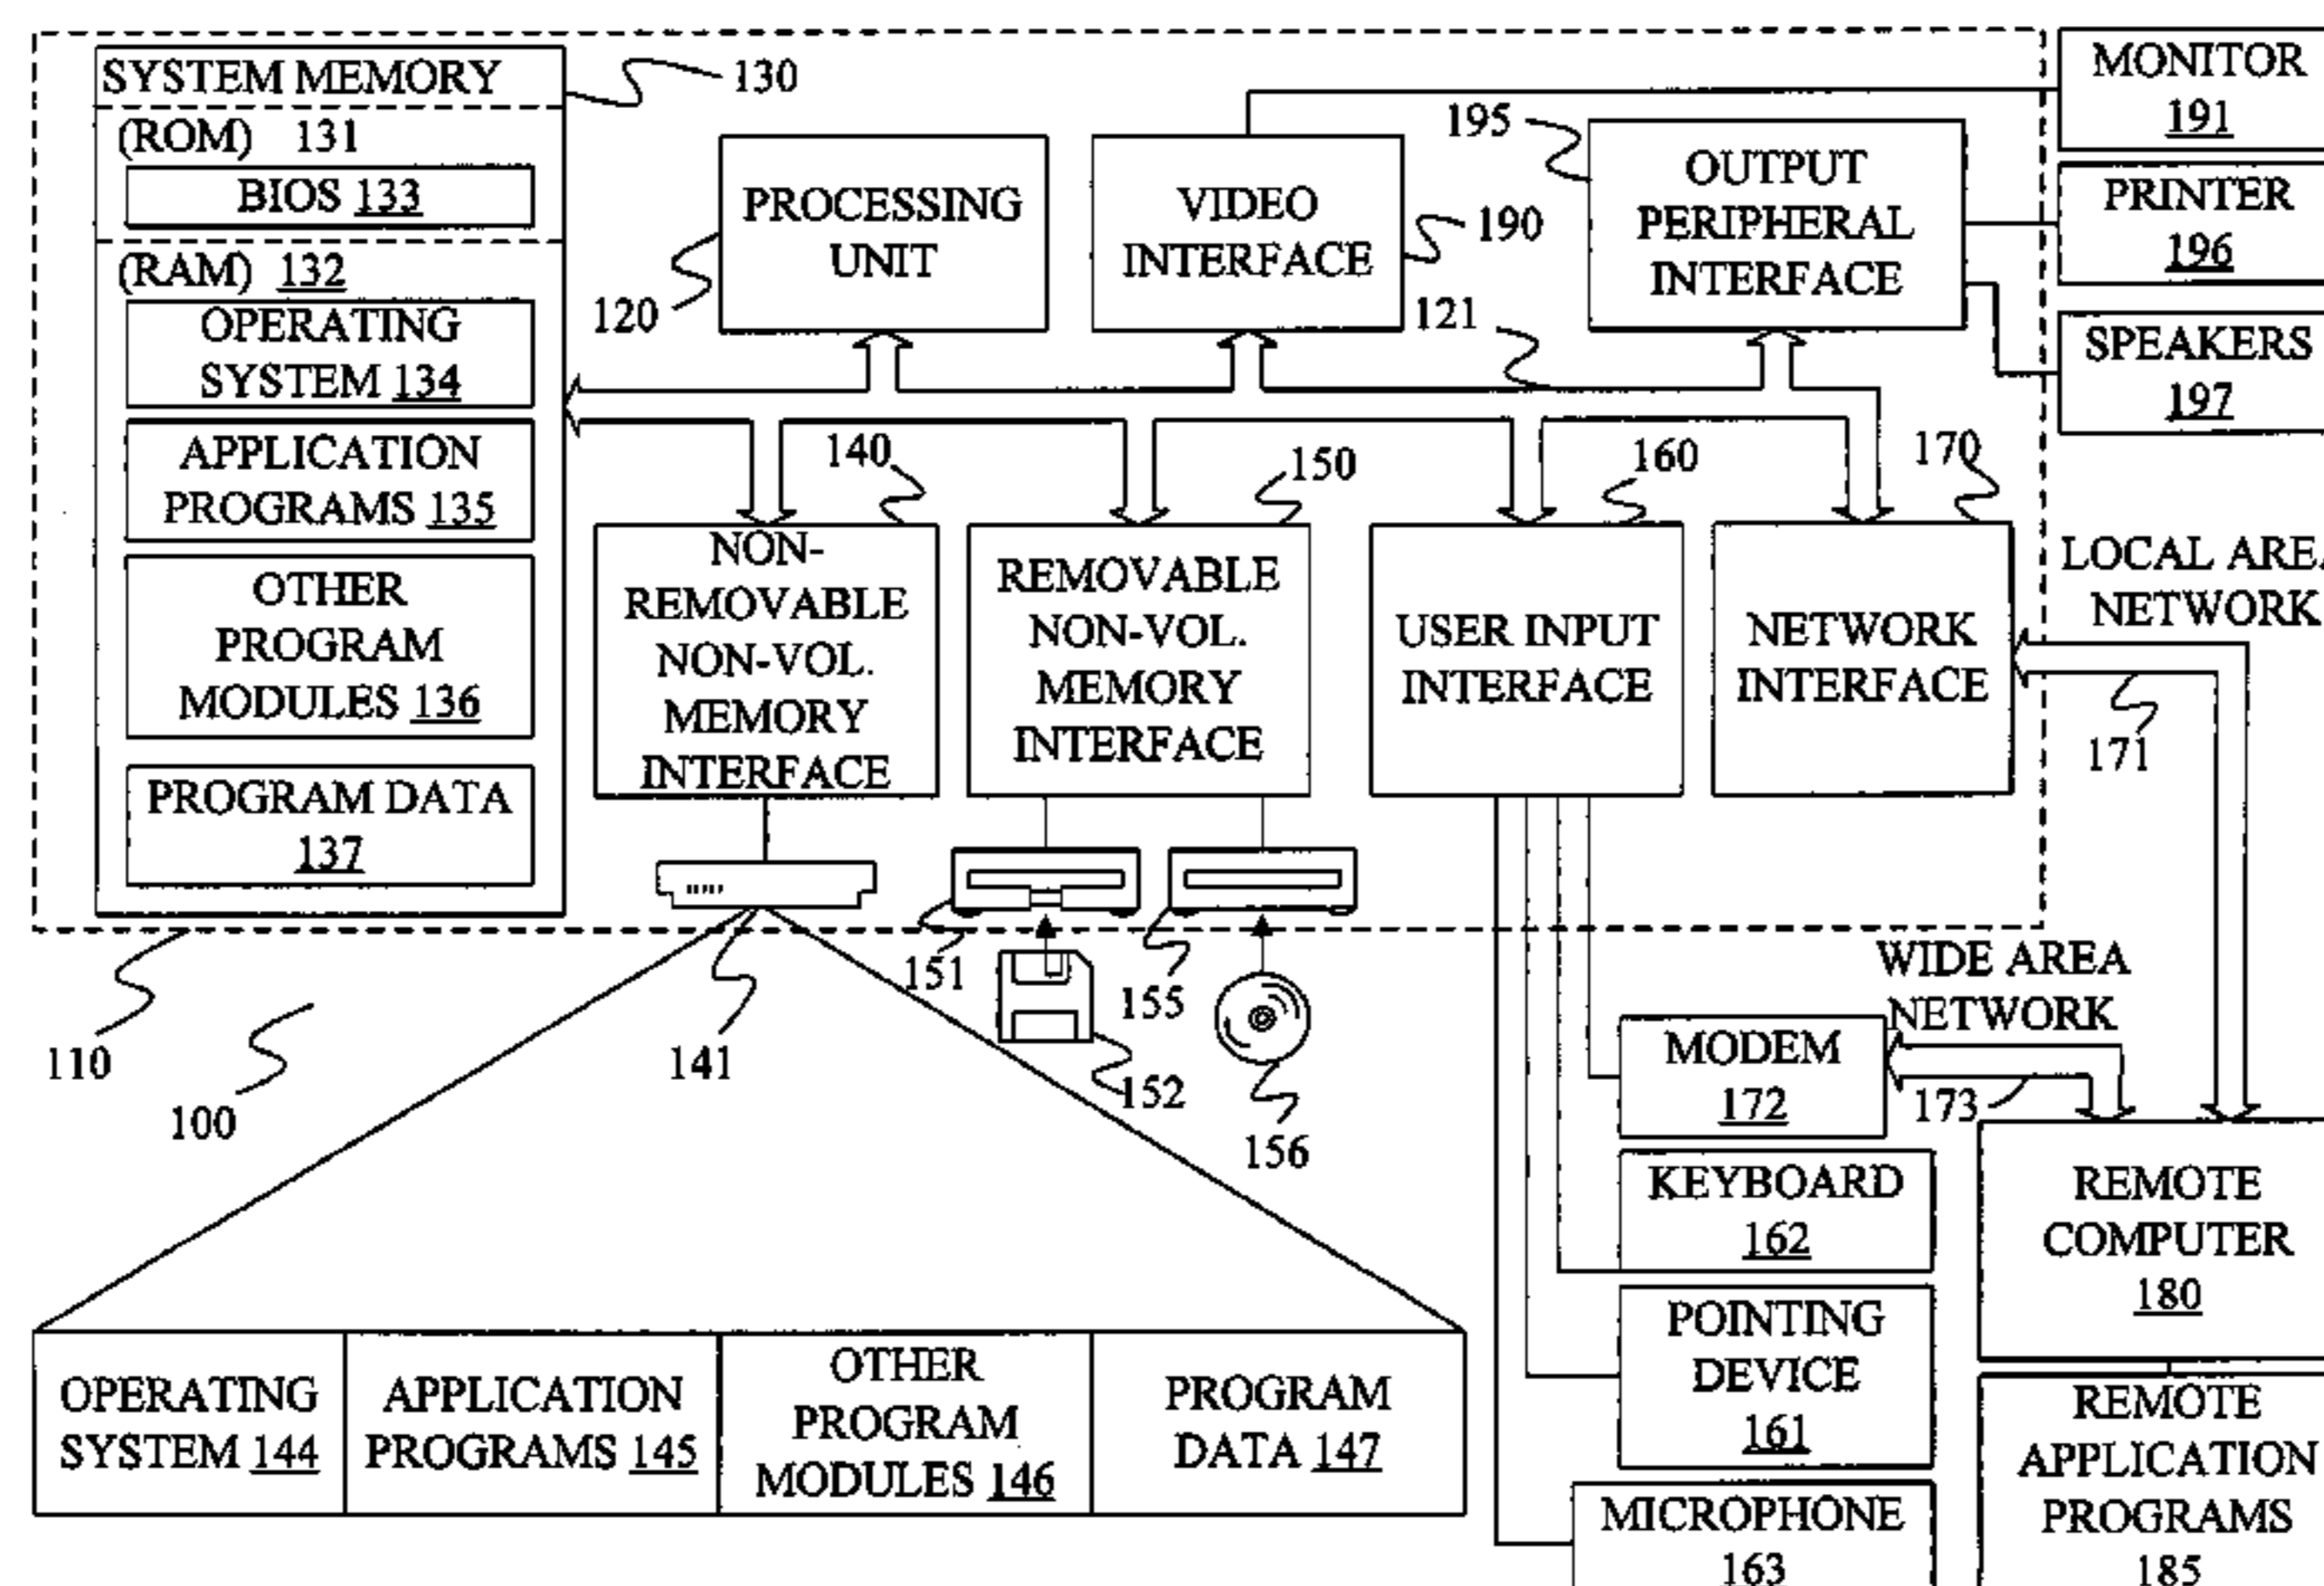 SYSTEM MEMORY
130
(ROM) 131
BIOS 133
(RAM) 132
OPERATING
SYSTEM 134
APPLICATION
PROGRAMS 135
OTHER
PROGRAM
MODULES 136
PROGRAM DATA
137
PROCESSING
UNIT
120
VIDEO
INTERFACE
190
121
195
OUTPUT
PERIPHERAL
INTERFACE
MONITOR
191
PRINTER
196
SPEAKERS
197
140
NON-
REMOVABLE
NON-VOL.
MEMORY
INTERFACE
150
REMOVABLE
NON-VOL.
MEMORY
INTERFACE
160
USER INPUT
INTERFACE
170
NETWORK
INTERFACE
LOCAL AREA
NETWORK
171
110
100
141
151
152
155
156
WIDE AREA
NETWORK
173
MODEM
172
KEYBOARD
162
POINTING
DEVICE
161
MICROPHONE
163
REMOTE
COMPUTER
180
REMOTE
APPLICATION
PROGRAMS
185
OPERATING
SYSTEM 144
APPLICATION
PROGRAMS 145
OTHER
PROGRAM
MODULES 146
PROGRAM
DATA 147